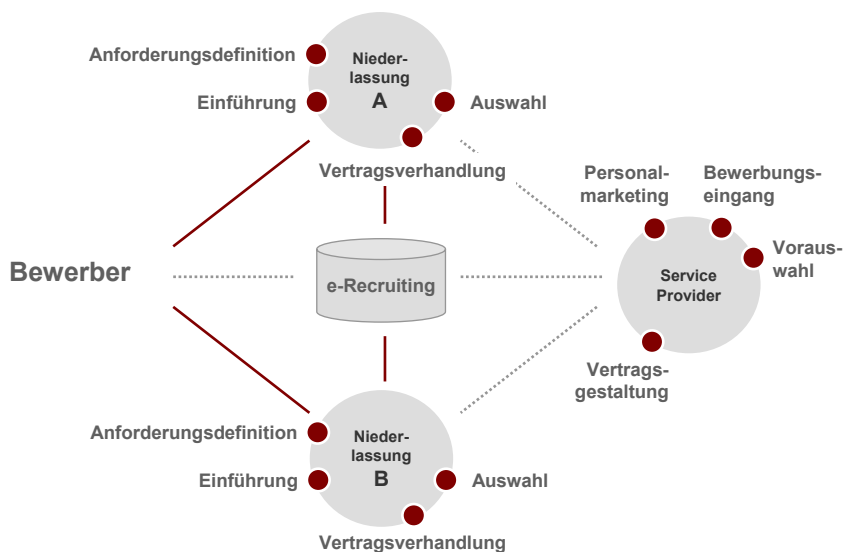 Anforderungsdefinition
Nieder-
lassung
A
Einführung
Auswahl
Vertragsverhandlung
Personal-
marketing
Bewerbungs-
eingang
Voraus-
wahl
Bewerber
e-Recruiting
Service
Provider
Vertrags-
gestaltung
Anforderungsdefinition
Nieder-
lassung
B
Einführung
Auswahl
Vertragsverhandlung